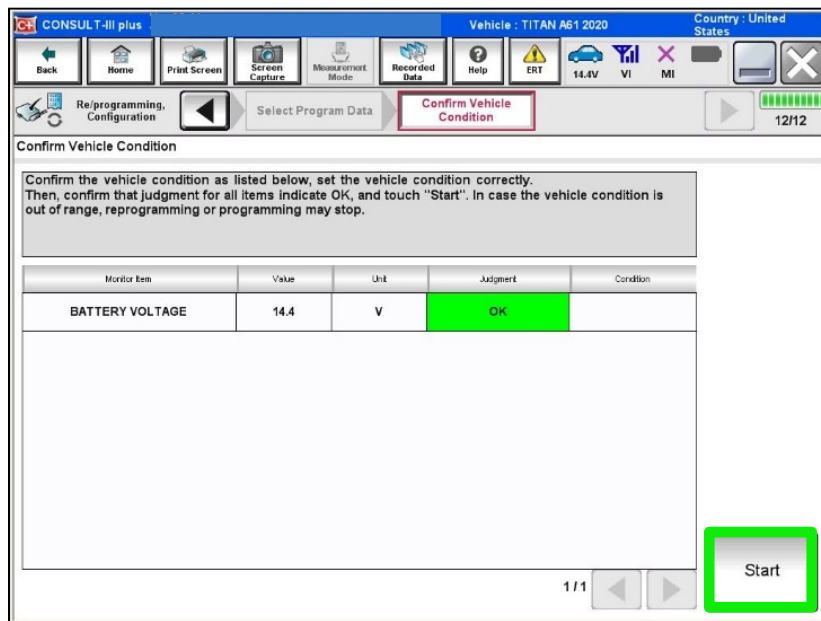 C+ CONSULT-III plus Vehicle : TITAN A61 2020 Country : United States
Back Home Print Screen Screen Capture Measurement Mode Recorded Data Help ERT 14.4V VI MI
Re/programming, Configuration Select Program Data Confirm Vehicle Condition 12/12
Confirm Vehicle Condition
Confirm the vehicle condition as listed below, set the vehicle condition correctly.
Then, confirm that judgment for all items indicate OK, and touch "Start". In case the vehicle condition is
out of range, reprogramming or programming may stop.
Monitor Item Value Unit Judgment Condition
BATTERY VOLTAGE 14.4 V OK
1/1
Start